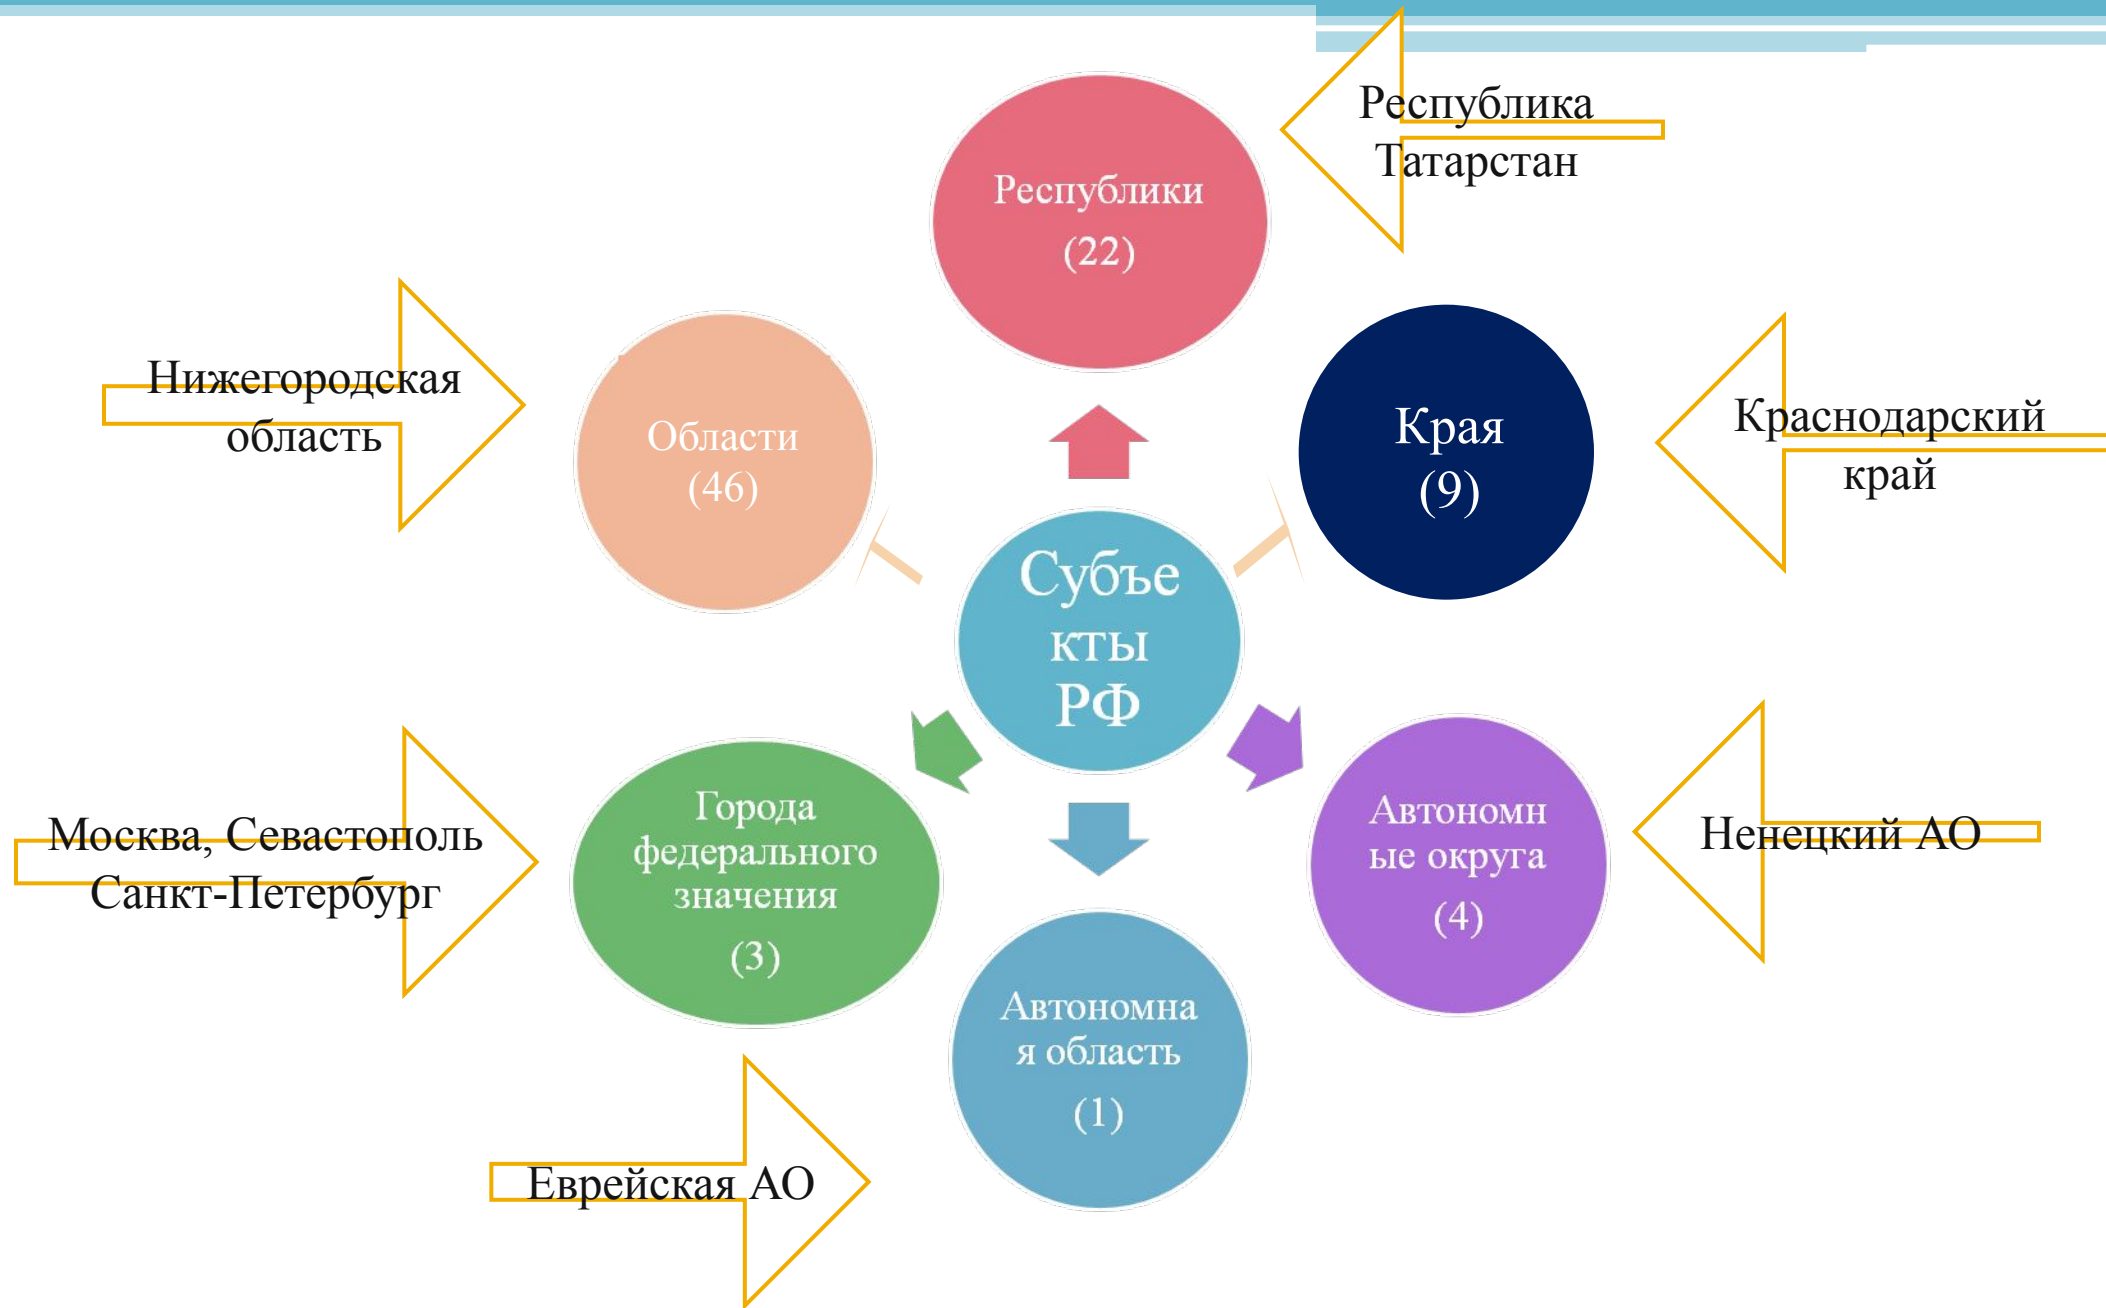 Республика
Татарстан
Республики
(22)
Нижегородская
область
Области
(46)
Края
(9)
Краснодарский
край
Субъе
кты
РФ
Москва, Севастополь
Санкт-Петербург
Города
федерального
значения
(3)
Автономн
ые округа
(4)
Ненецкий АО
Автономна
я область
(1)
Еврейская АО